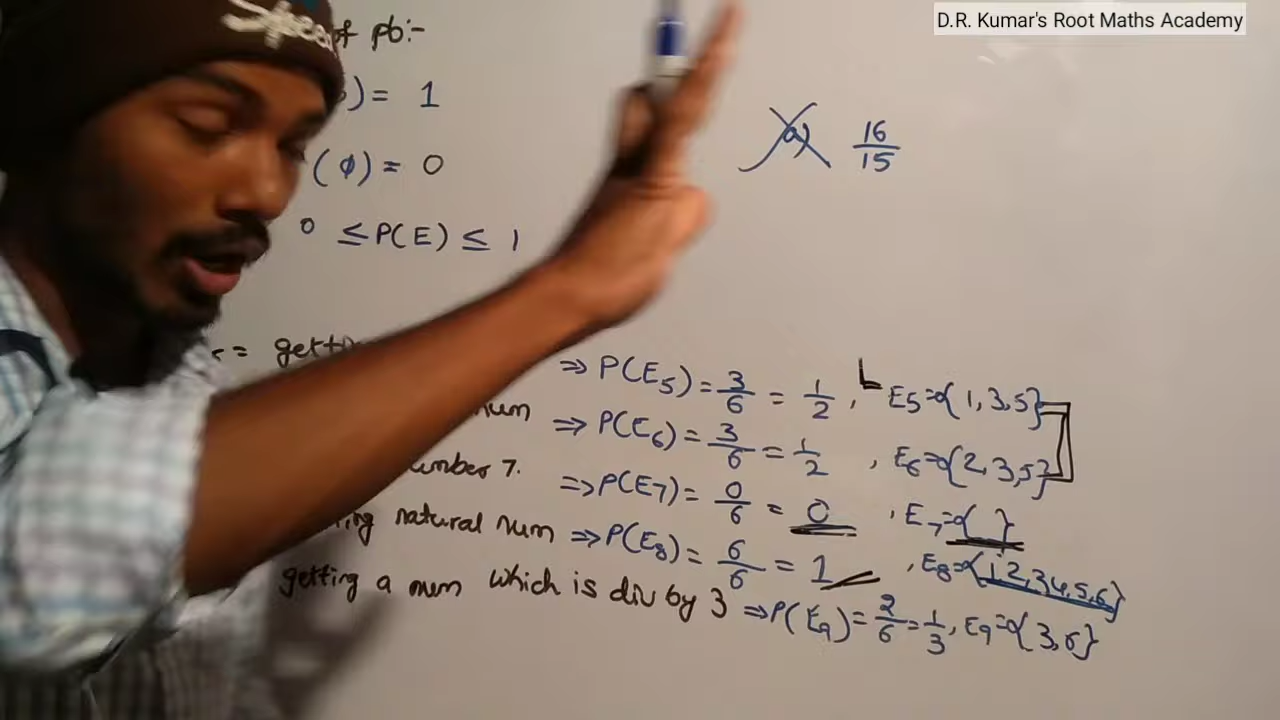 D.R. Kumar's Root Maths Academy
of pb:-
) = 1
(φ) = 0
0 ≤ P(E) ≤ 1
a) 16/15
= getti
⇒ P(E5) = 3/6 = 1/2 , E5 = { 1, 3, 5 }
num ⇒ P(E6) = 3/6 = 1/2 , E6 = { 2, 3, 5 }
umber 7. ⇒ P(E7) = 0/6 = 0 , E7 = { }
ing natural num ⇒ P(E8) = 6/6 = 1 , E8 = { 1, 2, 3, 4, 5, 6 }
getting a num which is div by 3 ⇒ P(E9) = 2/6 = 1/3 , E9 = { 3, 6 }